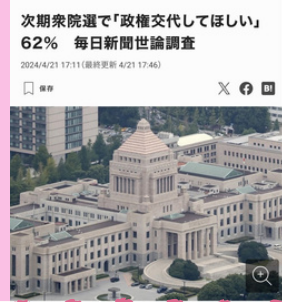 次期衆院選で「政権交代してほしい」
62% 毎日新聞世論調査
2024/4/21 17:11(最終更新 4/21 17:46)
保存
B!